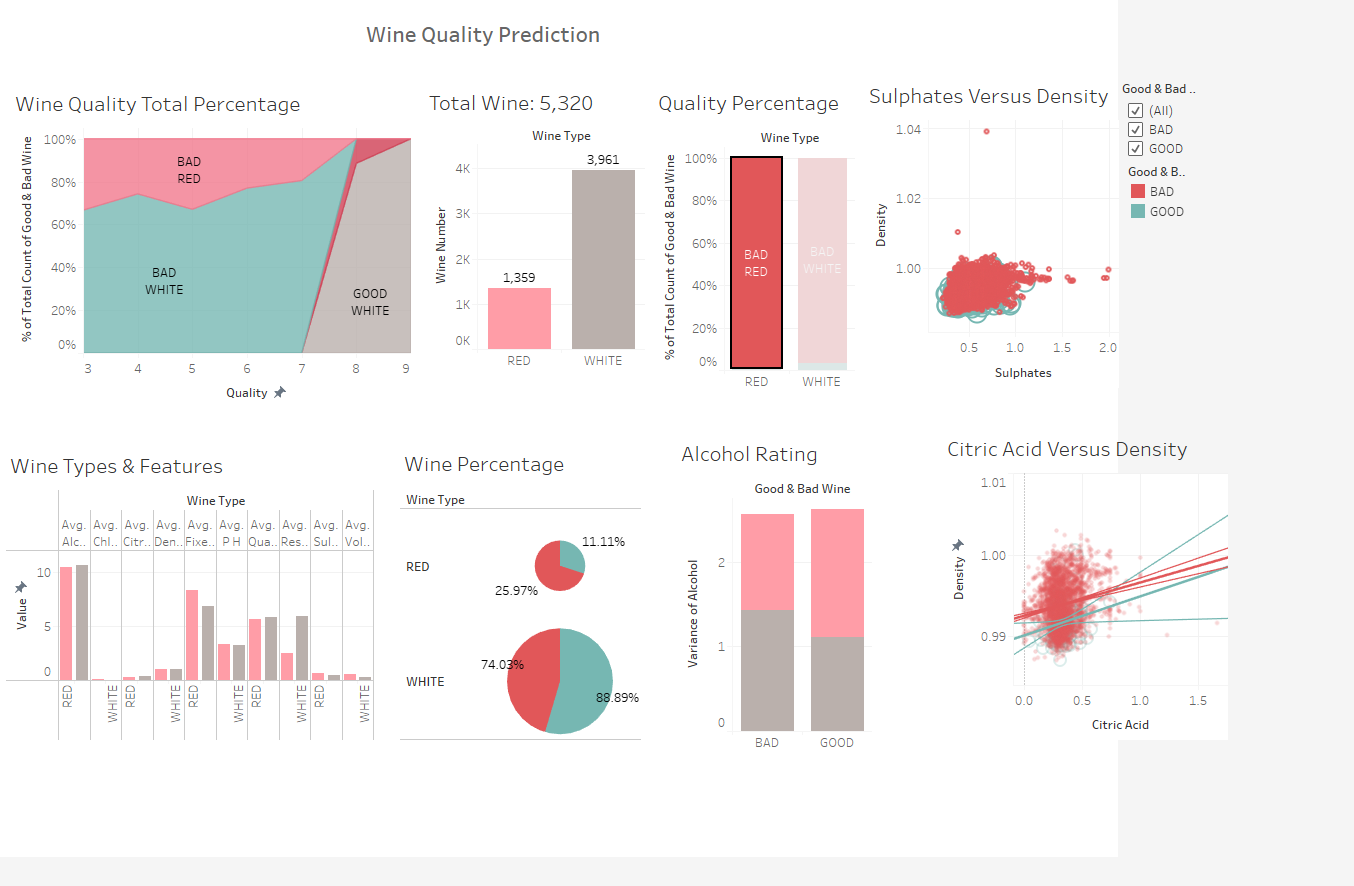 Wine Quality Prediction
Wine Quality Total Percentage
% of Total Count of Good & Bad Wine
100%
80%
60%
40%
20%
0%
BAD
RED
BAD
WHITE
GOOD
WHITE
3
4
5
6
7
8
9
Quality
Total Wine: 5,320
Wine Type
Wine Number
4K
3K
2K
1K
0K
1,359
3,961
RED
WHITE
Quality Percentage
Wine Type
% of Total Count of Good & Bad Wine
100%
80%
60%
40%
20%
0%
BAD
RED
BAD
WHITE
RED
WHITE
Sulphates Versus Density
Density
1.04
1.02
1.00
0.5
1.0
1.5
2.0
Sulphates
Good & Bad ..
(All)
BAD
GOOD
Good & B..
BAD
GOOD
Wine Types & Features
Wine Type
Avg. Alc..
Avg. Chl..
Avg. Citr..
Avg. Den..
Avg. Fixe..
Avg. P H
Avg. Qua..
Avg. Res..
Avg. Sul..
Avg. Vol..
Value
10
5
0
RED
WHITE
RED
WHITE
RED
WHITE
RED
WHITE
RED
WHITE
Wine Percentage
Wine Type
RED
11.11%
25.97%
WHITE
74.03%
88.89%
Alcohol Rating
Good & Bad Wine
Variance of Alcohol
2
1
0
BAD
GOOD
Citric Acid Versus Density
Density
1.01
1.00
0.99
0.0
0.5
1.0
1.5
Citric Acid